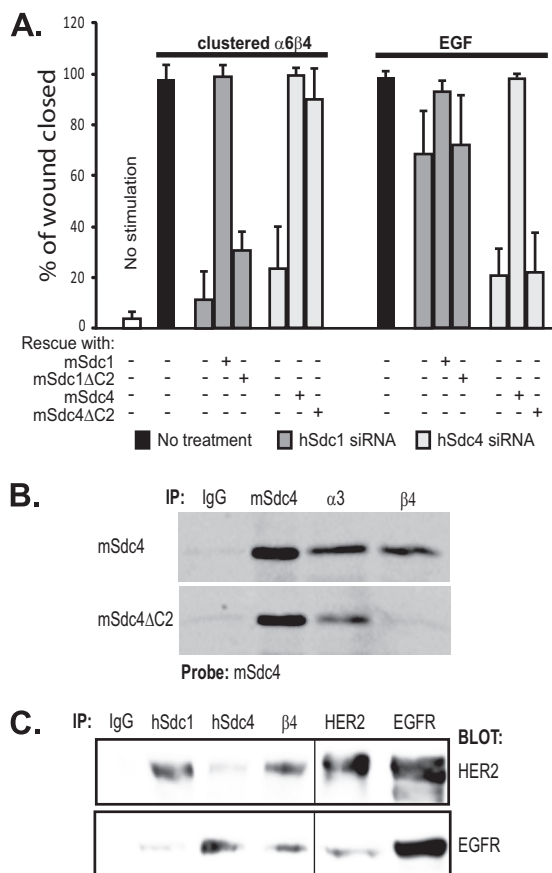 A.
120
100
80
60
40
20
0
% of wound closed
clustered α6β4
EGF
No stimulation
Rescue with:
mSdc1 - - - + - - - - - - + - - - -
mSdc1ΔC2 - - - - + - - - - - - + - - -
mSdc4 - - - - - - + - - - - - - + -
mSdc4ΔC2 - - - - - - - + - - - - - - +
No treatment hSdc1 siRNA hSdc4 siRNA
B.
IP: IgG mSdc4 α3 β4
mSdc4
mSdc4ΔC2
Probe: mSdc4
C.
IP: IgG hSdc1 hSdc4 β4 HER2 EGFR
BLOT:
HER2
EGFR